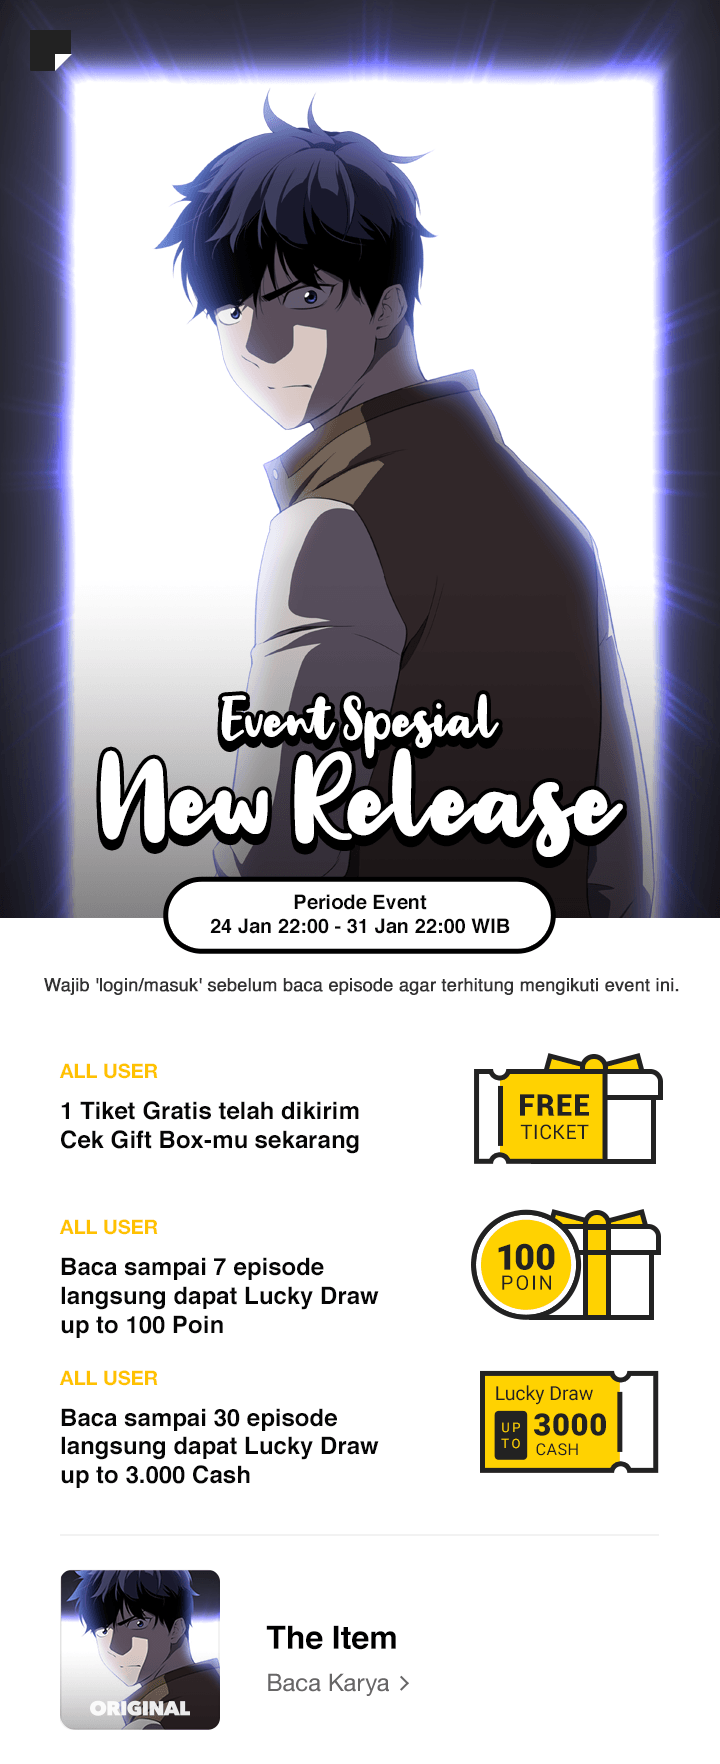 Event Spesial
New Release
Periode Event
24 Jan 22:00 - 31 Jan 22:00 WIB
Wajib 'login/masuk' sebelum baca episode agar terhitung mengikuti event ini.
ALL USER
1 Tiket Gratis telah dikirim
Cek Gift Box-mu sekarang
FREE
TICKET
ALL USER
Baca sampai 7 episode
langsung dapat Lucky Draw
up to 100 Poin
100
POIN
ALL USER
Baca sampai 30 episode
langsung dapat Lucky Draw
up to 3.000 Cash
Lucky Draw
UP TO
3000
CASH
ORIGINAL
The Item
Baca Karya >